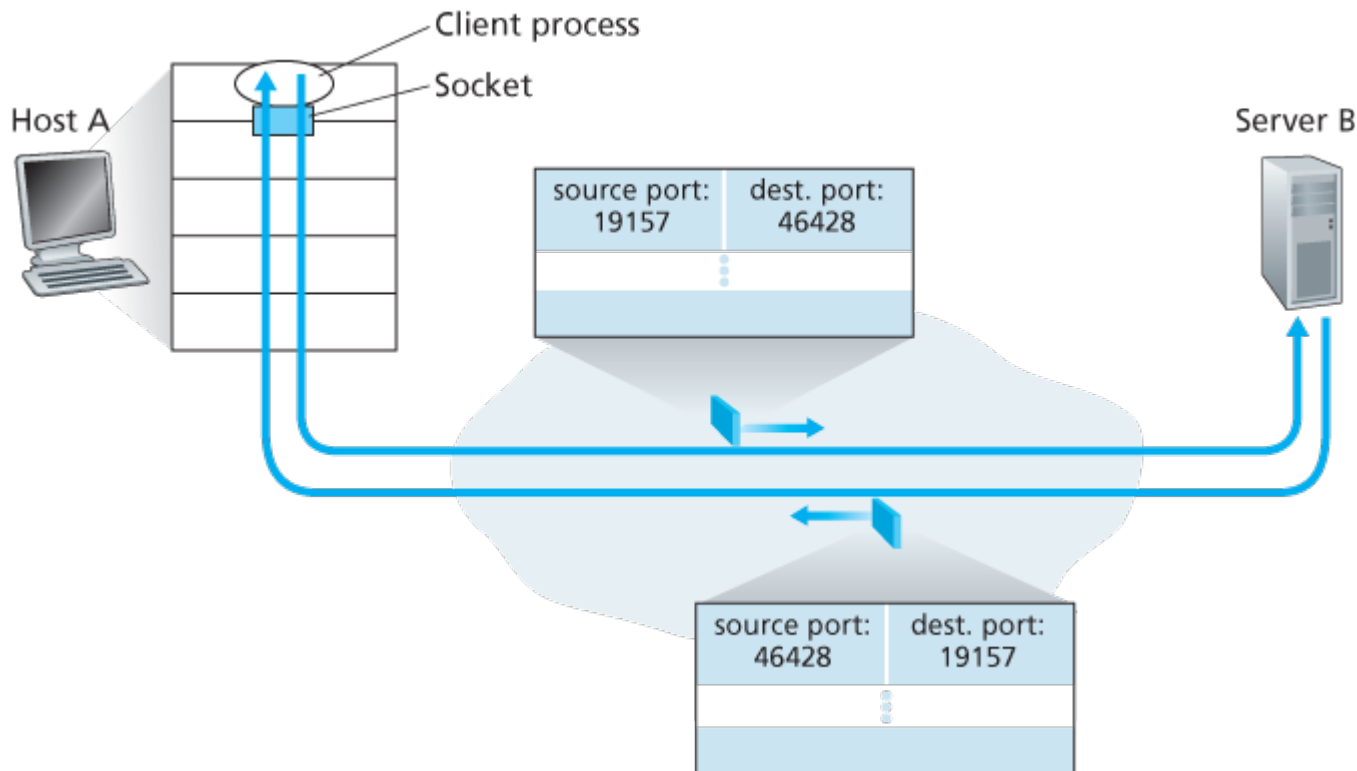 Client process
Socket
Host A
Server B
source port:
19157
dest. port:
46428
source port:
46428
dest. port:
19157